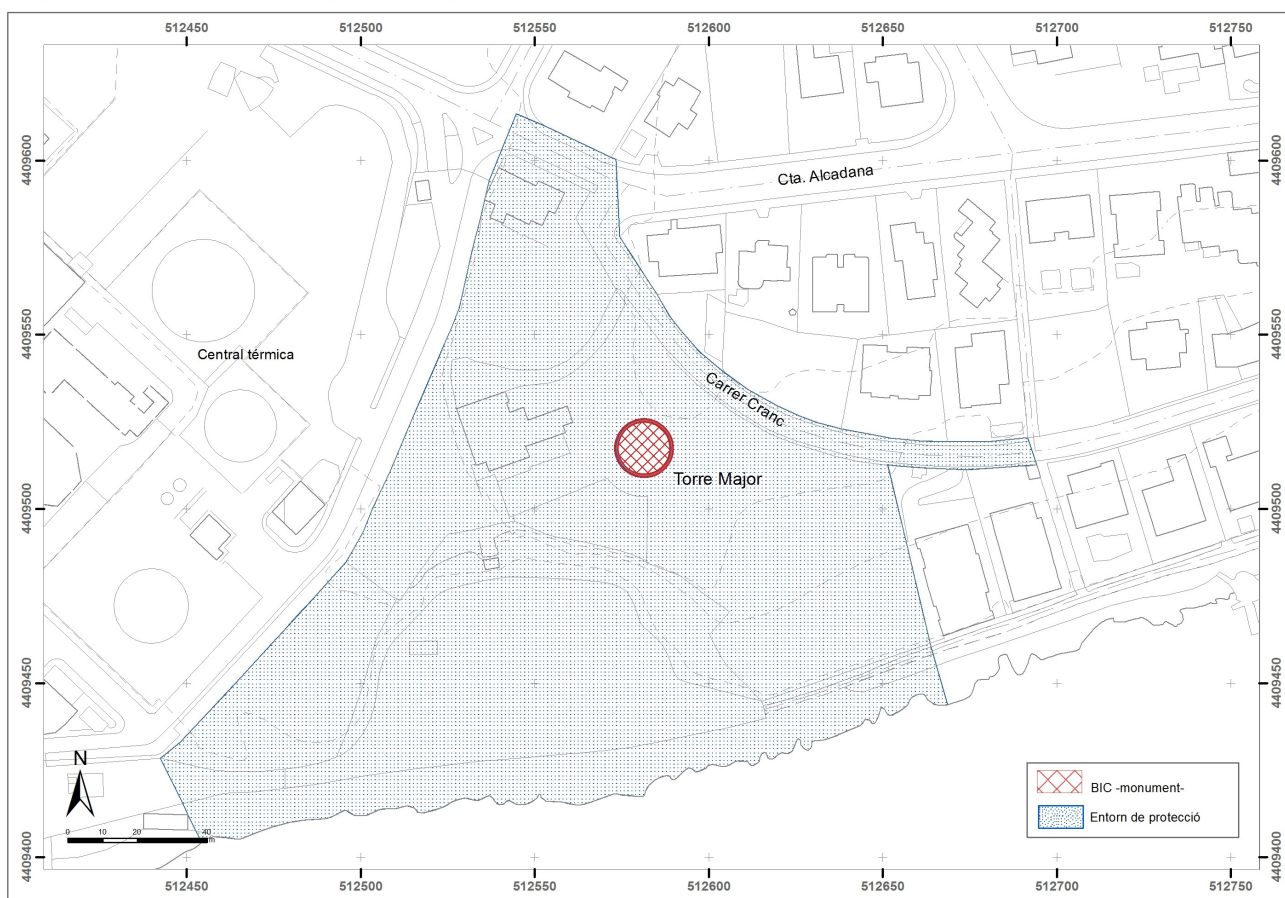 512450 512500 512550 512600 512650 512700 512750
4409600 4409600
Cta. Alcadana
4409550 4409550
Central térmica
Carrer Cranc
Torre Major
4409500 4409500
4409450 4409450
N
BIC -monument-
Entorn de protecció
0 10 20 40
m
4409400 4409400
512450 512500 512550 512600 512650 512700 512750